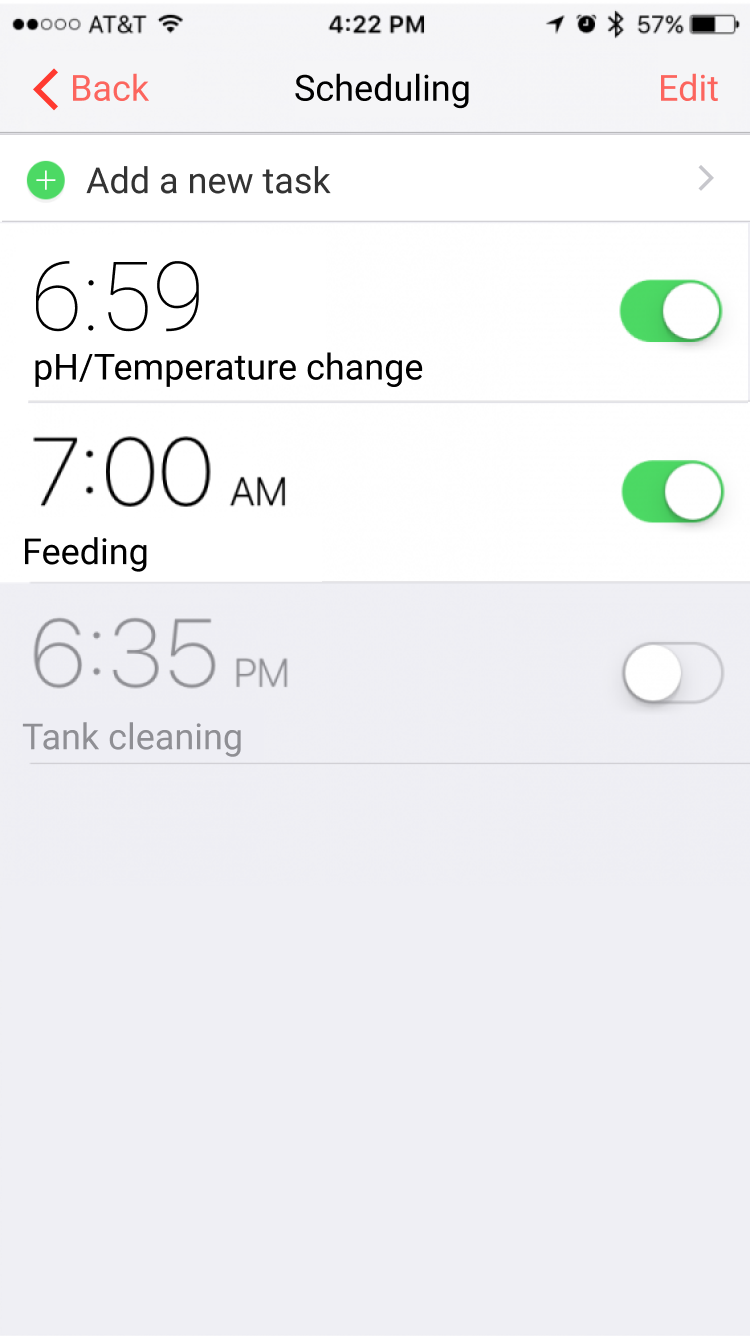 AT&T 4:22 PM 57%
Back Scheduling Edit
Add a new task
6:59
pH/Temperature change
7:00 AM
Feeding
6:35 PM
Tank cleaning